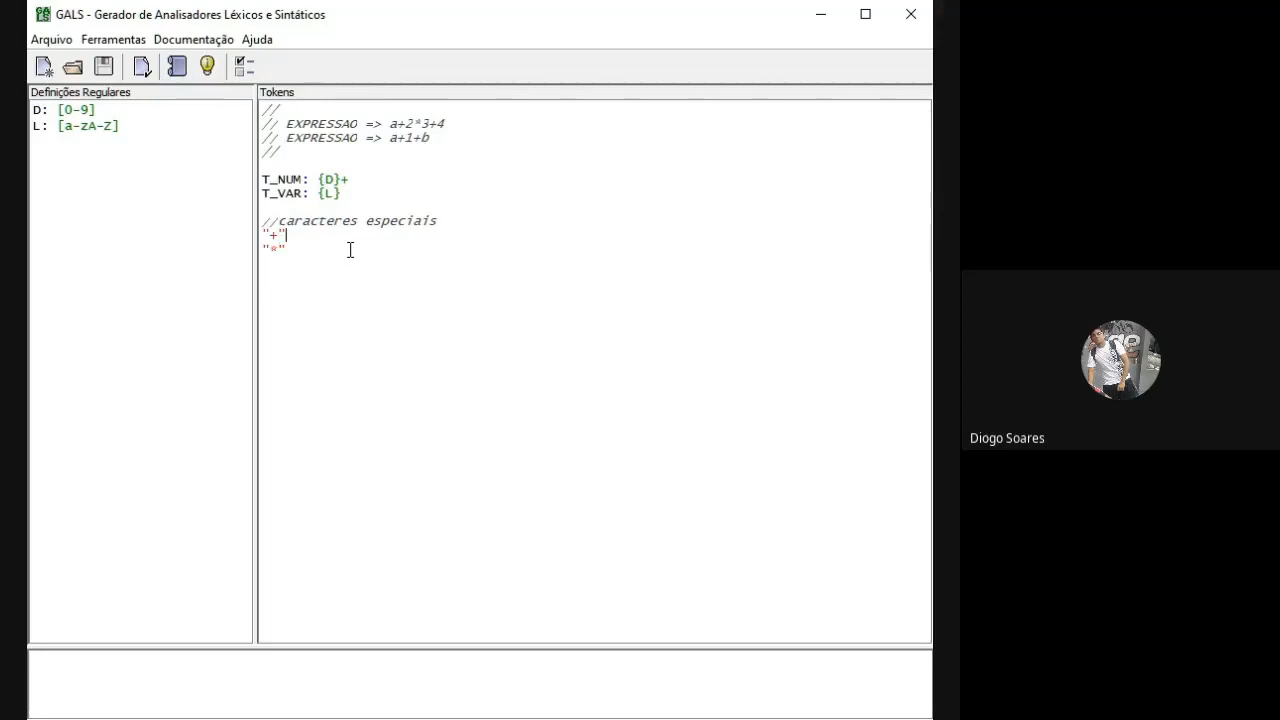 GALS - Gerador de Analisadores Léxicos e Sintáticos
Arquivo Ferramentas Documentação Ajuda
Definições Regulares
D: [0-9]
L: [a-zA-Z]
Tokens
//
// EXPRESSAO => a+2*3+4
// EXPRESSAO => a+1+b
//
T_NUM: {D}+
T_VAR: {L}
//caracteres especiais
"+"
"*"
Diogo Soares